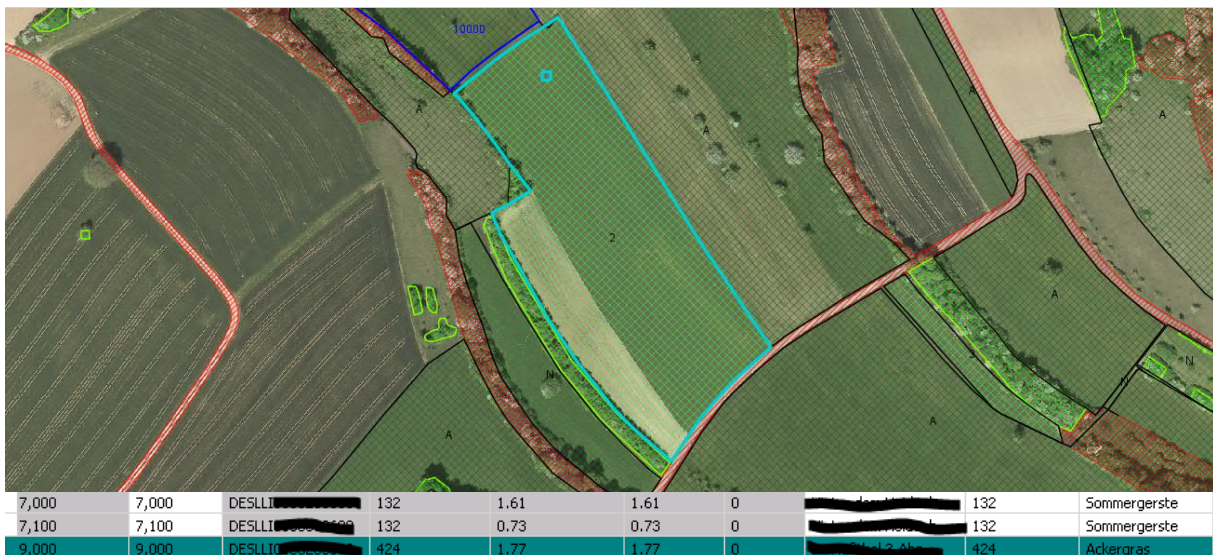 10000
A
A
A
A
2
A
3
N
N
N
A
A
7,000 7,000 DESLLI 132 1.61 1.61 0 132 Sommergerste
7,100 7,100 DESLLI 132 0.73 0.73 0 132 Sommergerste
9,000 9,000 DESLLI 424 1.77 1.77 0 424 Ackergras